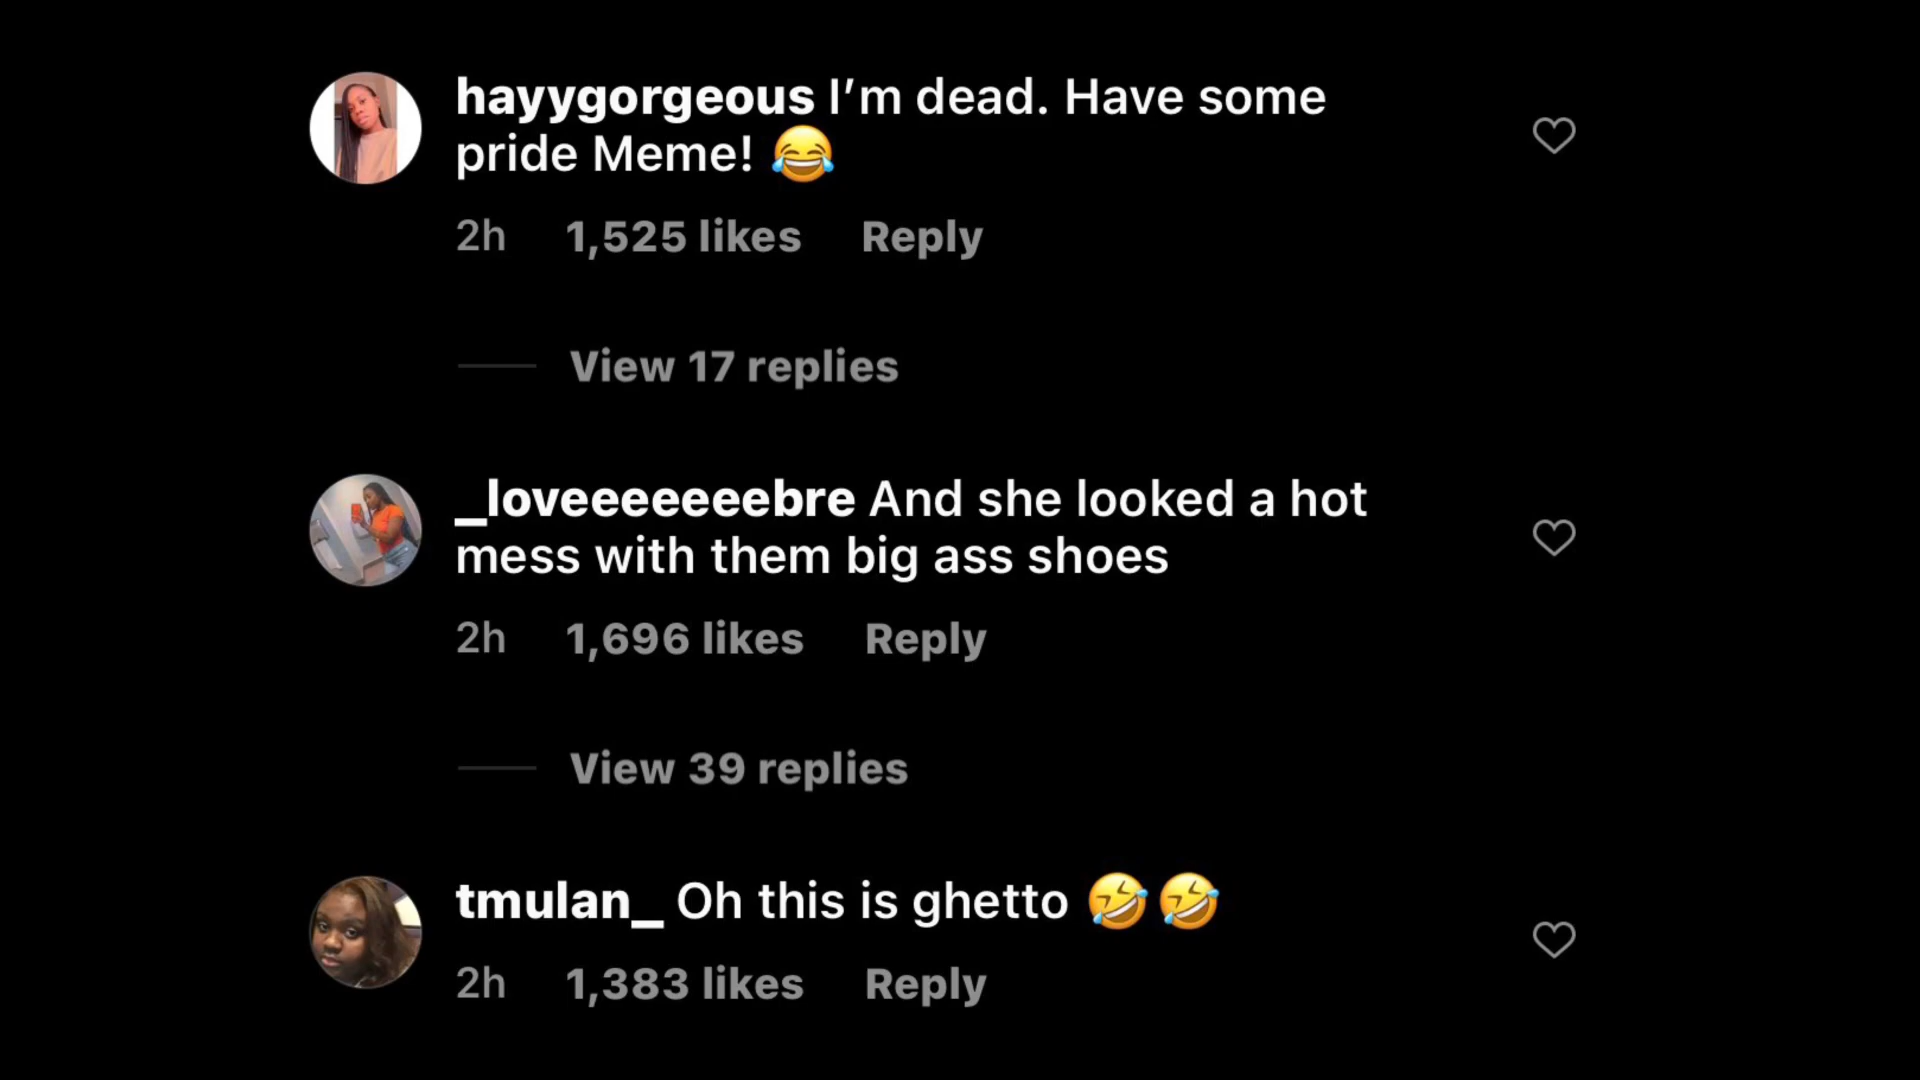 hayygorgeous I’m dead. Have some
pride Meme! 😂
2h 1,525 likes Reply
View 17 replies
_loveeeeeeebre And she looked a hot
mess with them big ass shoes
2h 1,696 likes Reply
View 39 replies
tmulan_ Oh this is ghetto 🤣🤣
2h 1,383 likes Reply